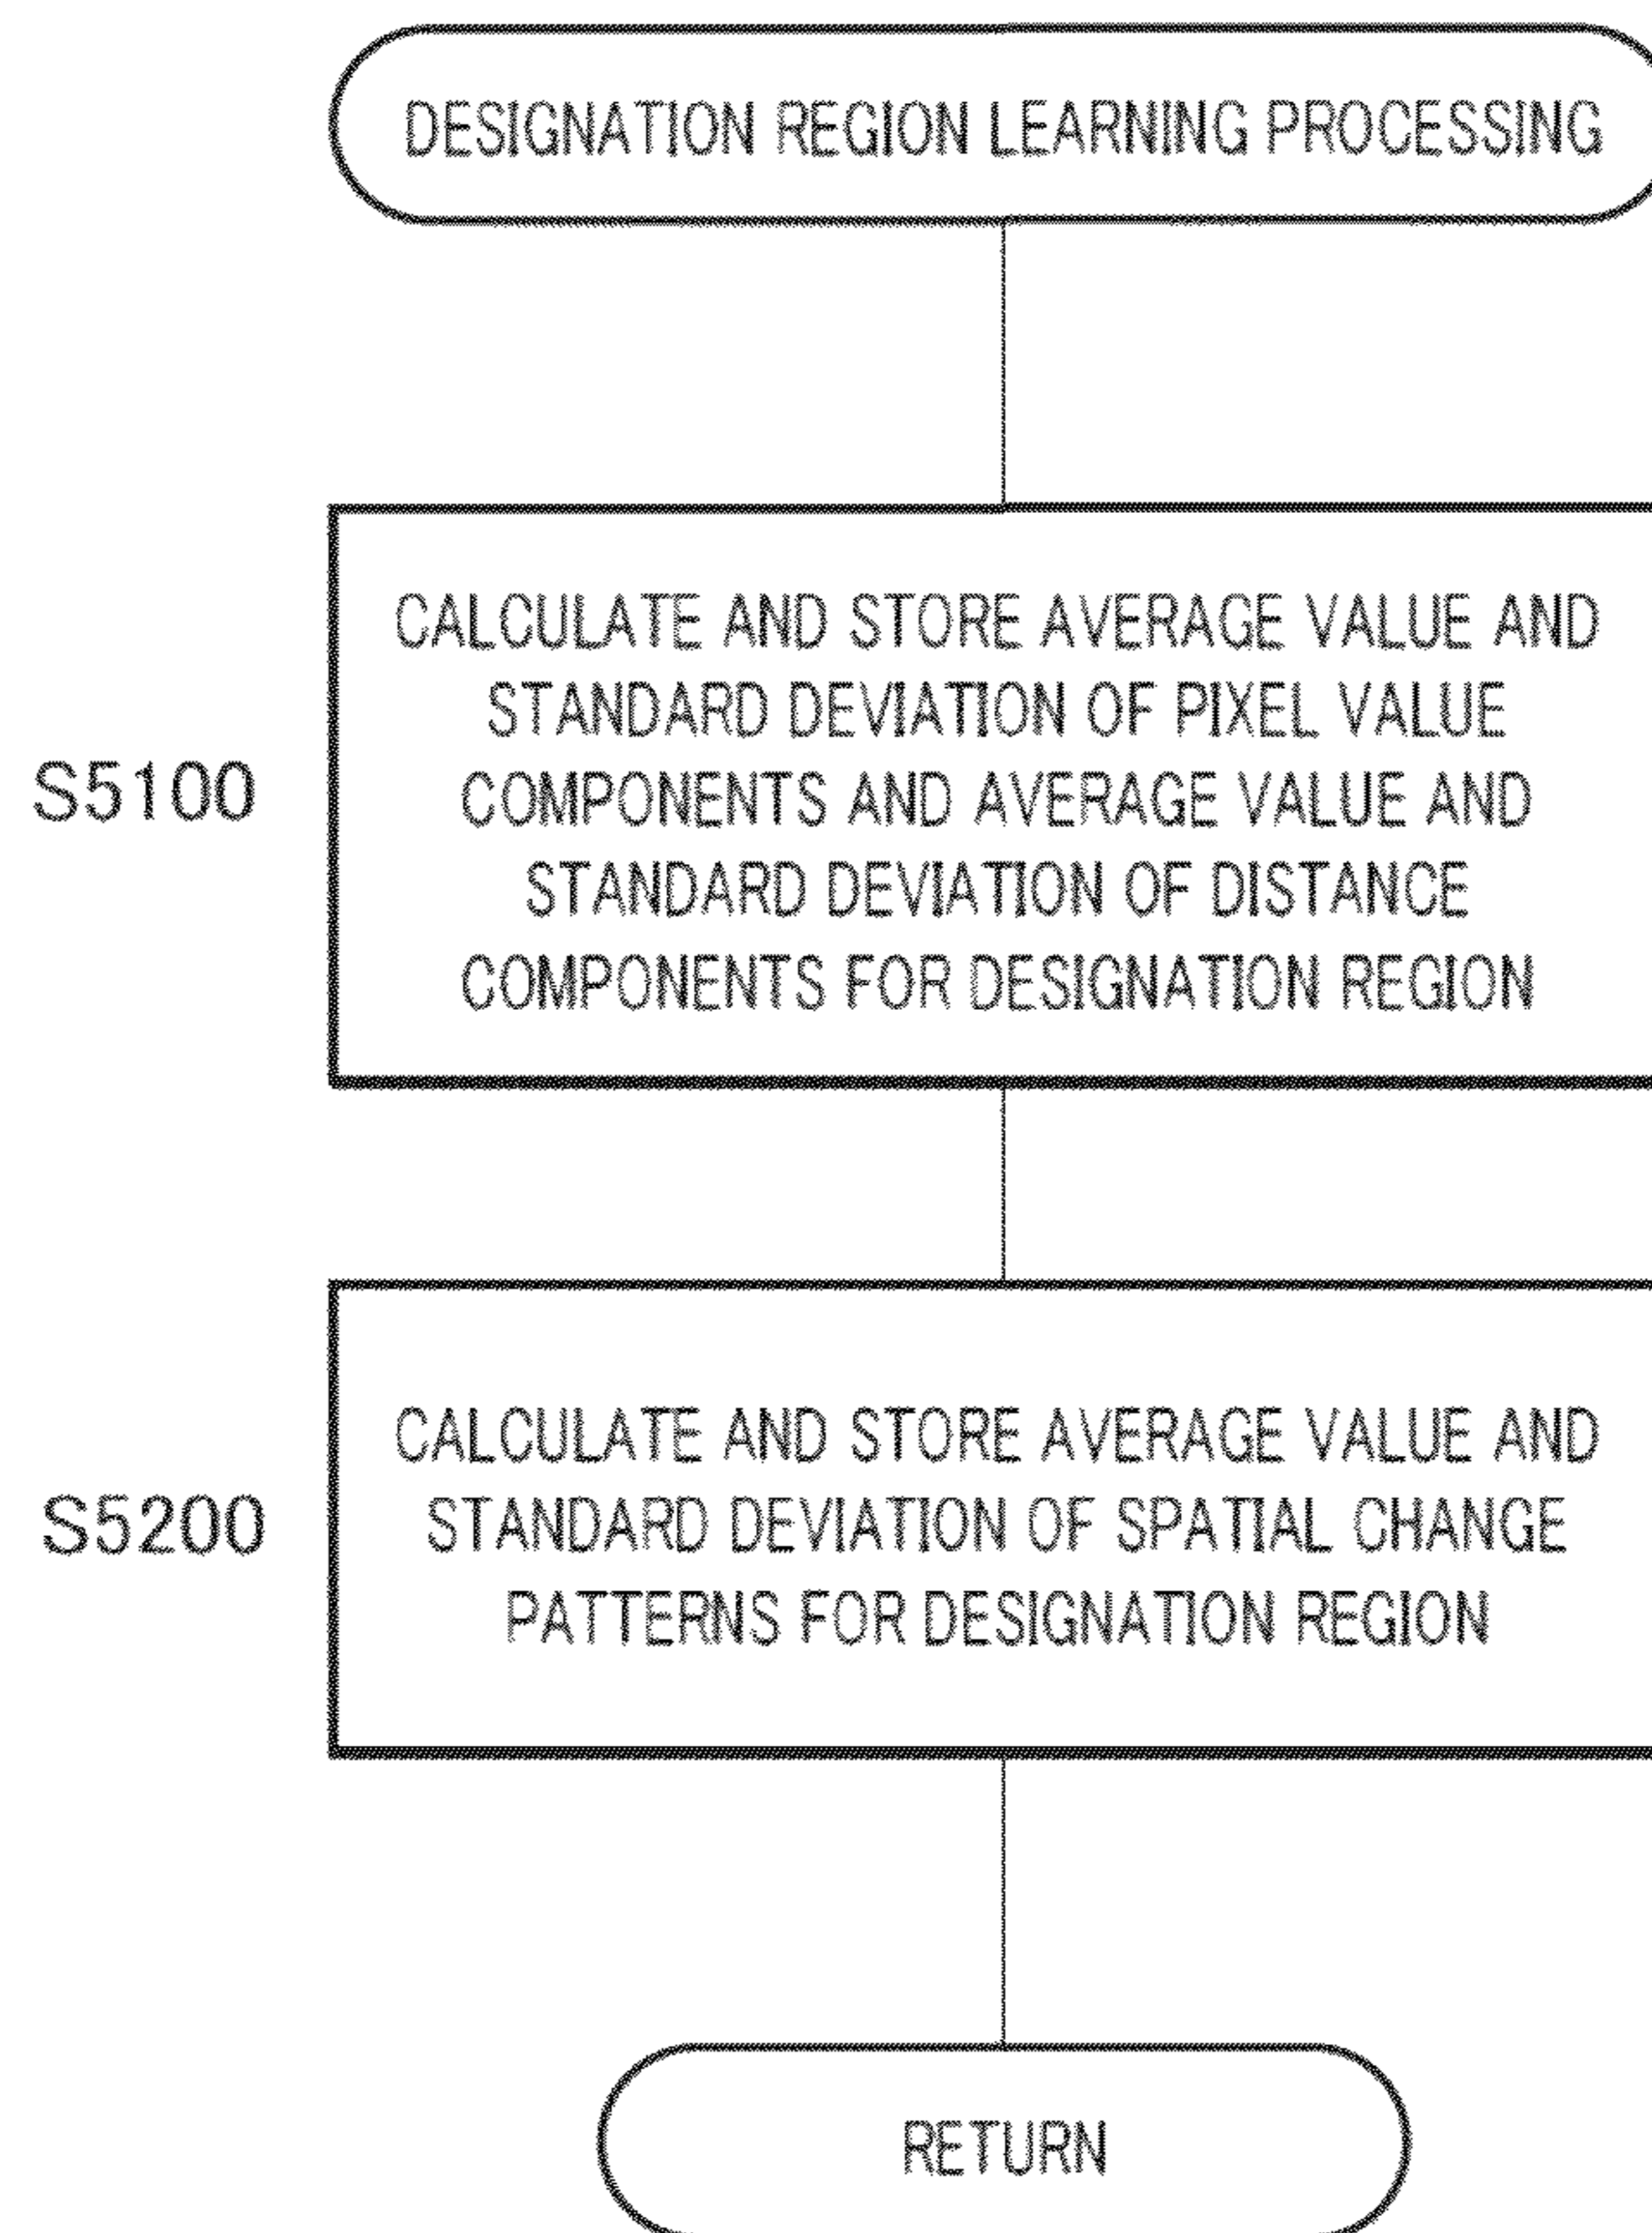 DESIGNATION REGION LEARNING PROCESSING
CALCULATE AND STORE AVERAGE VALUE AND
STANDARD DEVIATION OF PIXEL VALUE
S5100
COMPONENTS AND AVERAGE VALUE AND
STANDARD DEVIATION OF DISTANCE
COMPONENTS FOR DESIGNATION REGION
CALCULATE AND STORE AVERAGE VALUE AND
S5200
STANDARD DEVIATION OF SPATIAL CHANGE
PATTERNS FOR DESIGNATION REGION
RETURN